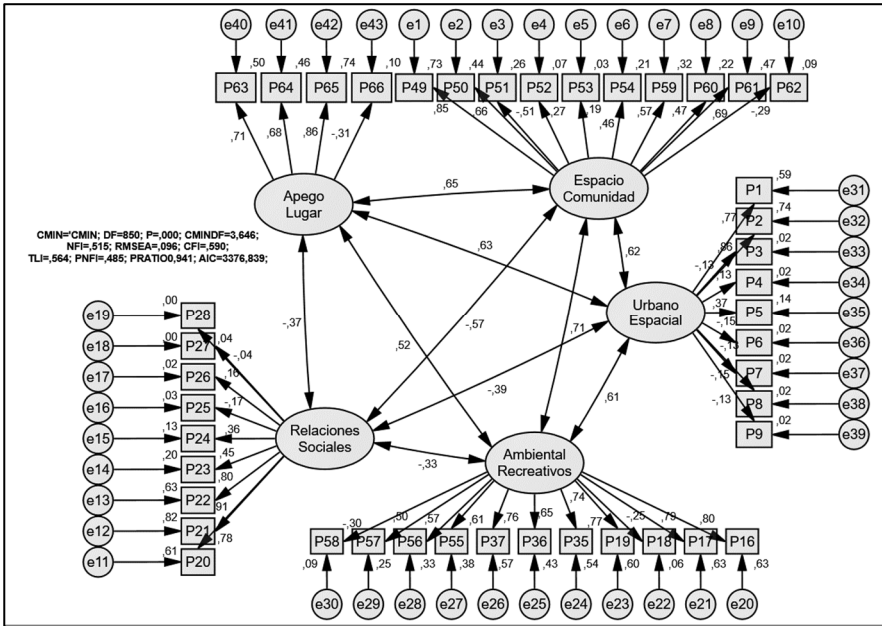 e40 e41 e42 e43 e1 e2 e3 e4 e5 e6 e7 e8 e9 e10
,50 ,46 ,74 ,10 ,73 ,44 ,26 ,07 ,03 ,21 ,32 ,22 ,47 ,09
P63 P64 P65 P66 P49 P50 P51 P52 P53 P54 P59 P60 P61 P62
,71 ,68 ,86 -,31 ,85 ,66 -,51 ,27 ,19 ,46 ,57 ,47 ,69 -,29
Apego
Lugar
Espacio
Comunidad
,65
,63
,62
CMIN='CMIN; DF=850; P=,000; CMINDF=3,646;
NFI=,515; RMSEA=,096; CFI=,590;
TLI=,564; PNFI=,485; PRATIO0,941; AIC=3376,839;
Urbano
Espacial
,77 P1 ,59 e31
,86 P2 ,74 e32
-,13 P3 ,02 e33
,13 P4 ,02 e34
,37 P5 ,14 e35
-,15 P6 ,02 e36
-,13 P7 ,02 e37
-,15 P8 ,02 e38
-,13 P9 ,02 e39
-,37
-,57
,52
,71
-,39
,61
-,33
e19 ,00 P28 ,04
e18 ,00 P27 -,04
e17 ,02 P26 ,16
e16 ,03 P25 -,17
e15 ,13 P24 ,36
e14 ,20 P23 ,45
e13 ,63 P22 ,80
e12 ,82 P21 ,91
e11 ,61 P20 ,78
Relaciones
Sociales
Ambiental
Recreativos
-,30 ,50 ,57 ,61 ,76 ,65 ,74 ,77 -,25 ,79 ,80
P58 P57 P56 P55 P37 P36 P35 P19 P18 P17 P16
,09 ,25 ,33 ,38 ,57 ,43 ,54 ,60 ,06 ,63 ,63
e30 e29 e28 e27 e26 e25 e24 e23 e22 e21 e20